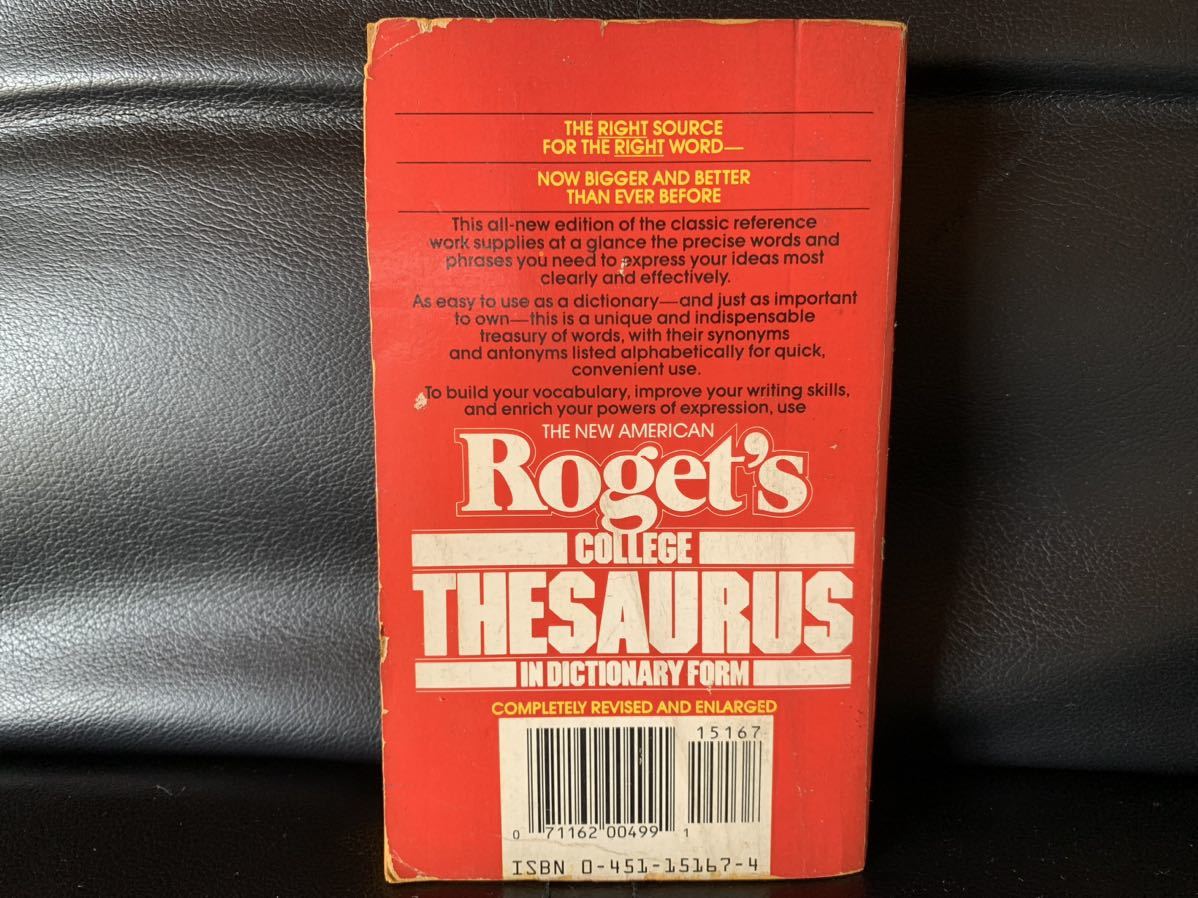 THE RIGHT SOURCE
FOR THE RIGHT WORD—
NOW BIGGER AND BETTER
THAN EVER BEFORE
This all-new edition of the classic reference
work supplies at a glance the precise words and
phrases you need to express your ideas most
clearly and effectively.
As easy to use as a dictionary—and just as important
to own—this is a unique and indispensable
treasury of words, with their synonyms
and antonyms listed alphabetically for quick,
convenient use.
To build your vocabulary, improve your writing skills,
and enrich your powers of expression, use
THE NEW AMERICAN
Roget's
COLLEGE
THESAURUS
IN DICTIONARY FORM
COMPLETELY REVISED AND ENLARGED
15167
0 71162 00499 1
ISBN 0-451-15167-4